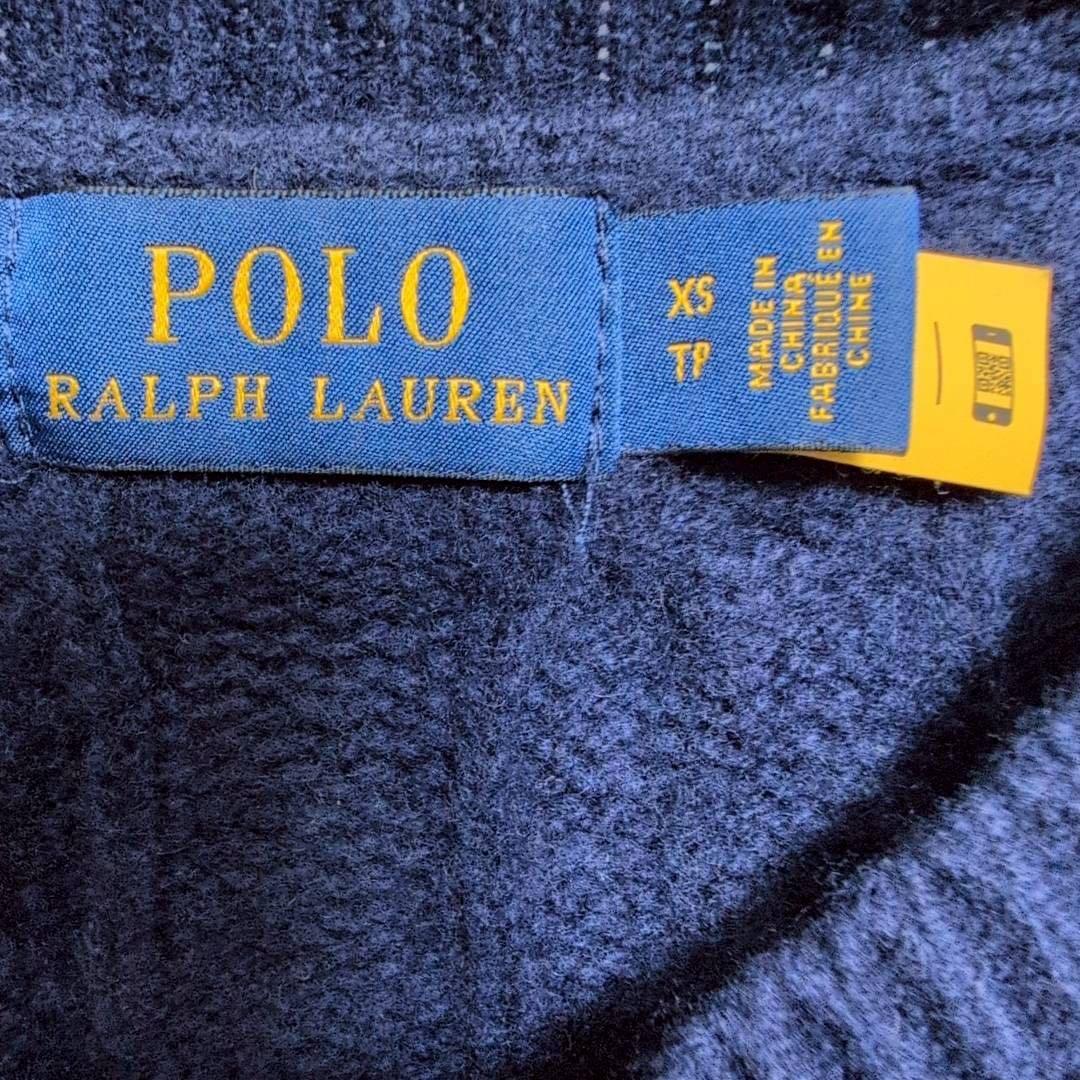 POLO
RALPH LAUREN
XS
TP
MADE IN
CHINA
FABRIQUÉ EN
CHINE